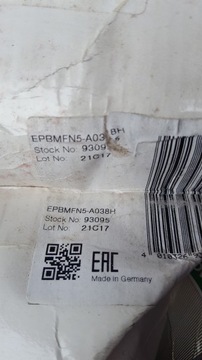 EPBMFN5-A038H
Stock No: 93095
Lot No: 21C17
EPBMFN5-A038H
Stock No: 93095
Lot No: 21C17
EAC
Made in Germany